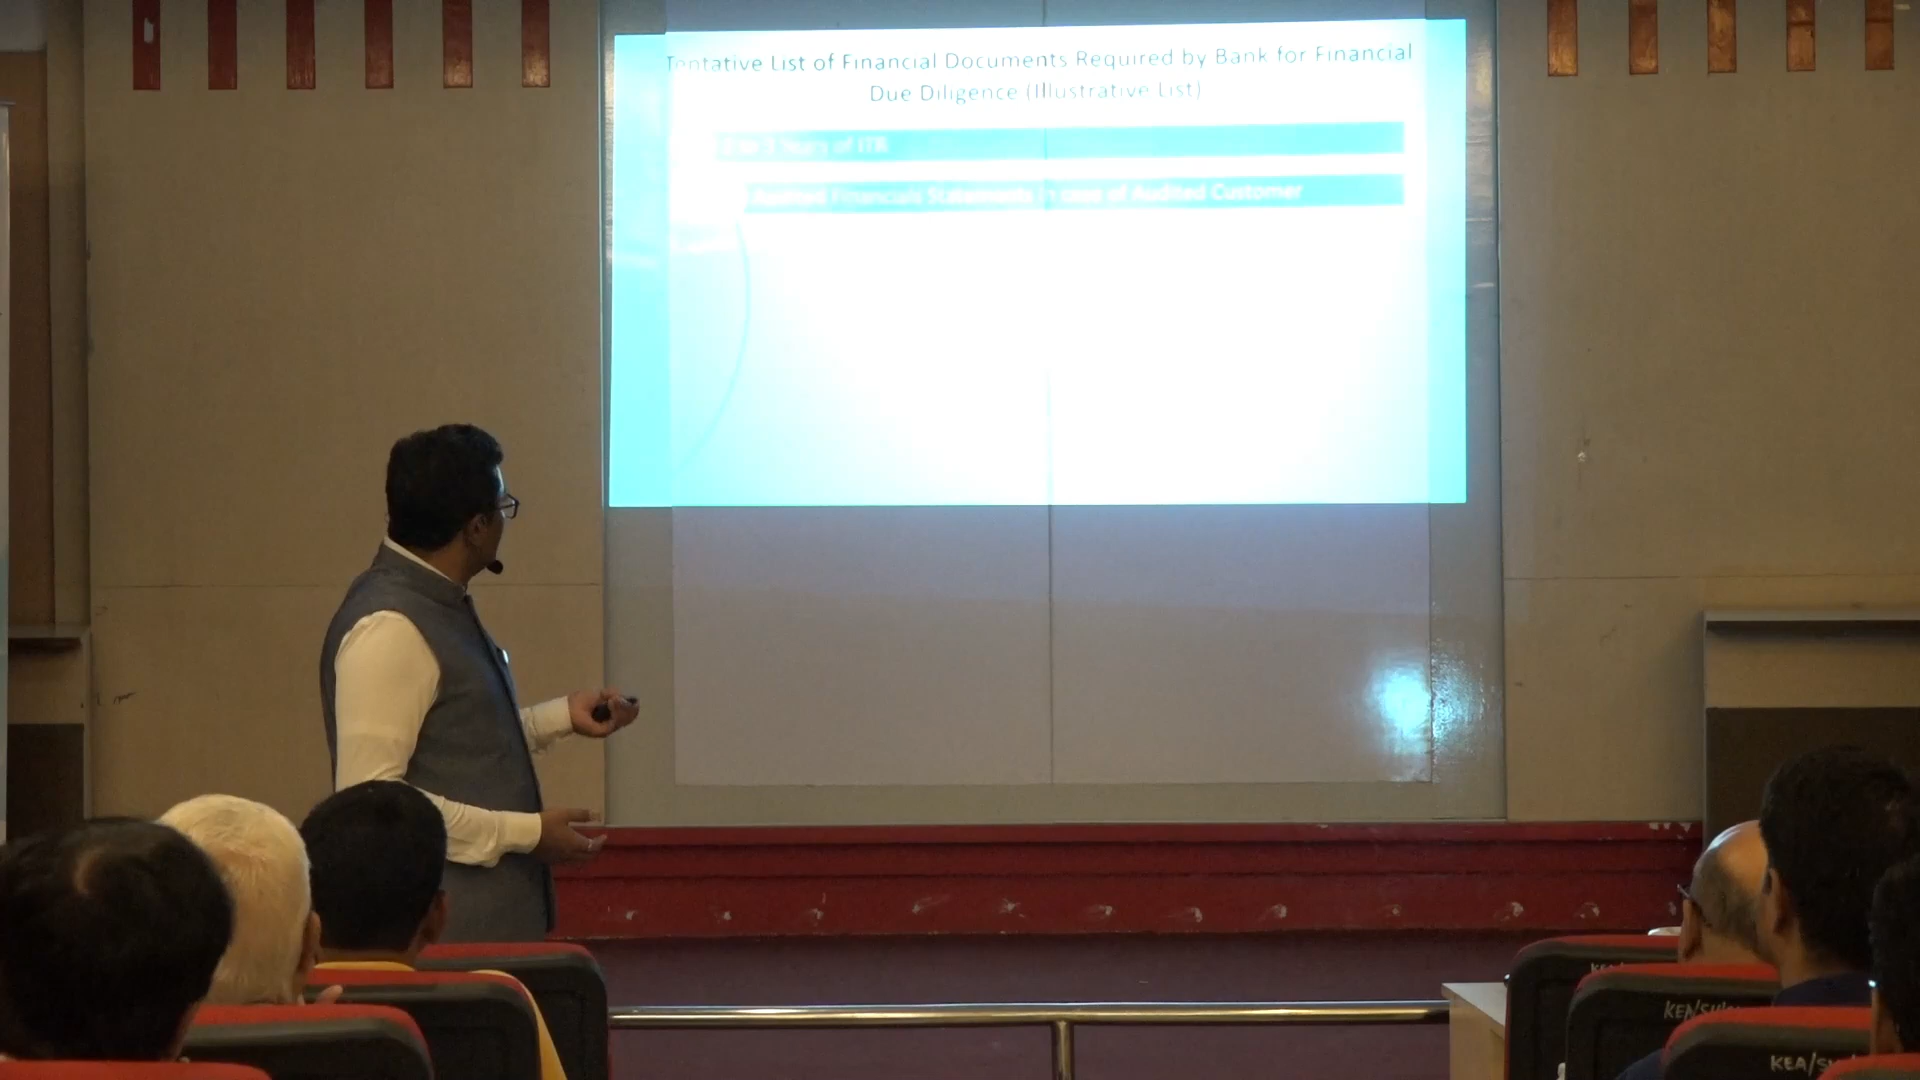 Tentative List of Financial Documents Required by Bank for Financial
Due Diligence (Illustrative List)
Years of ITR
Audited Financials Statements in case of Audited Customer